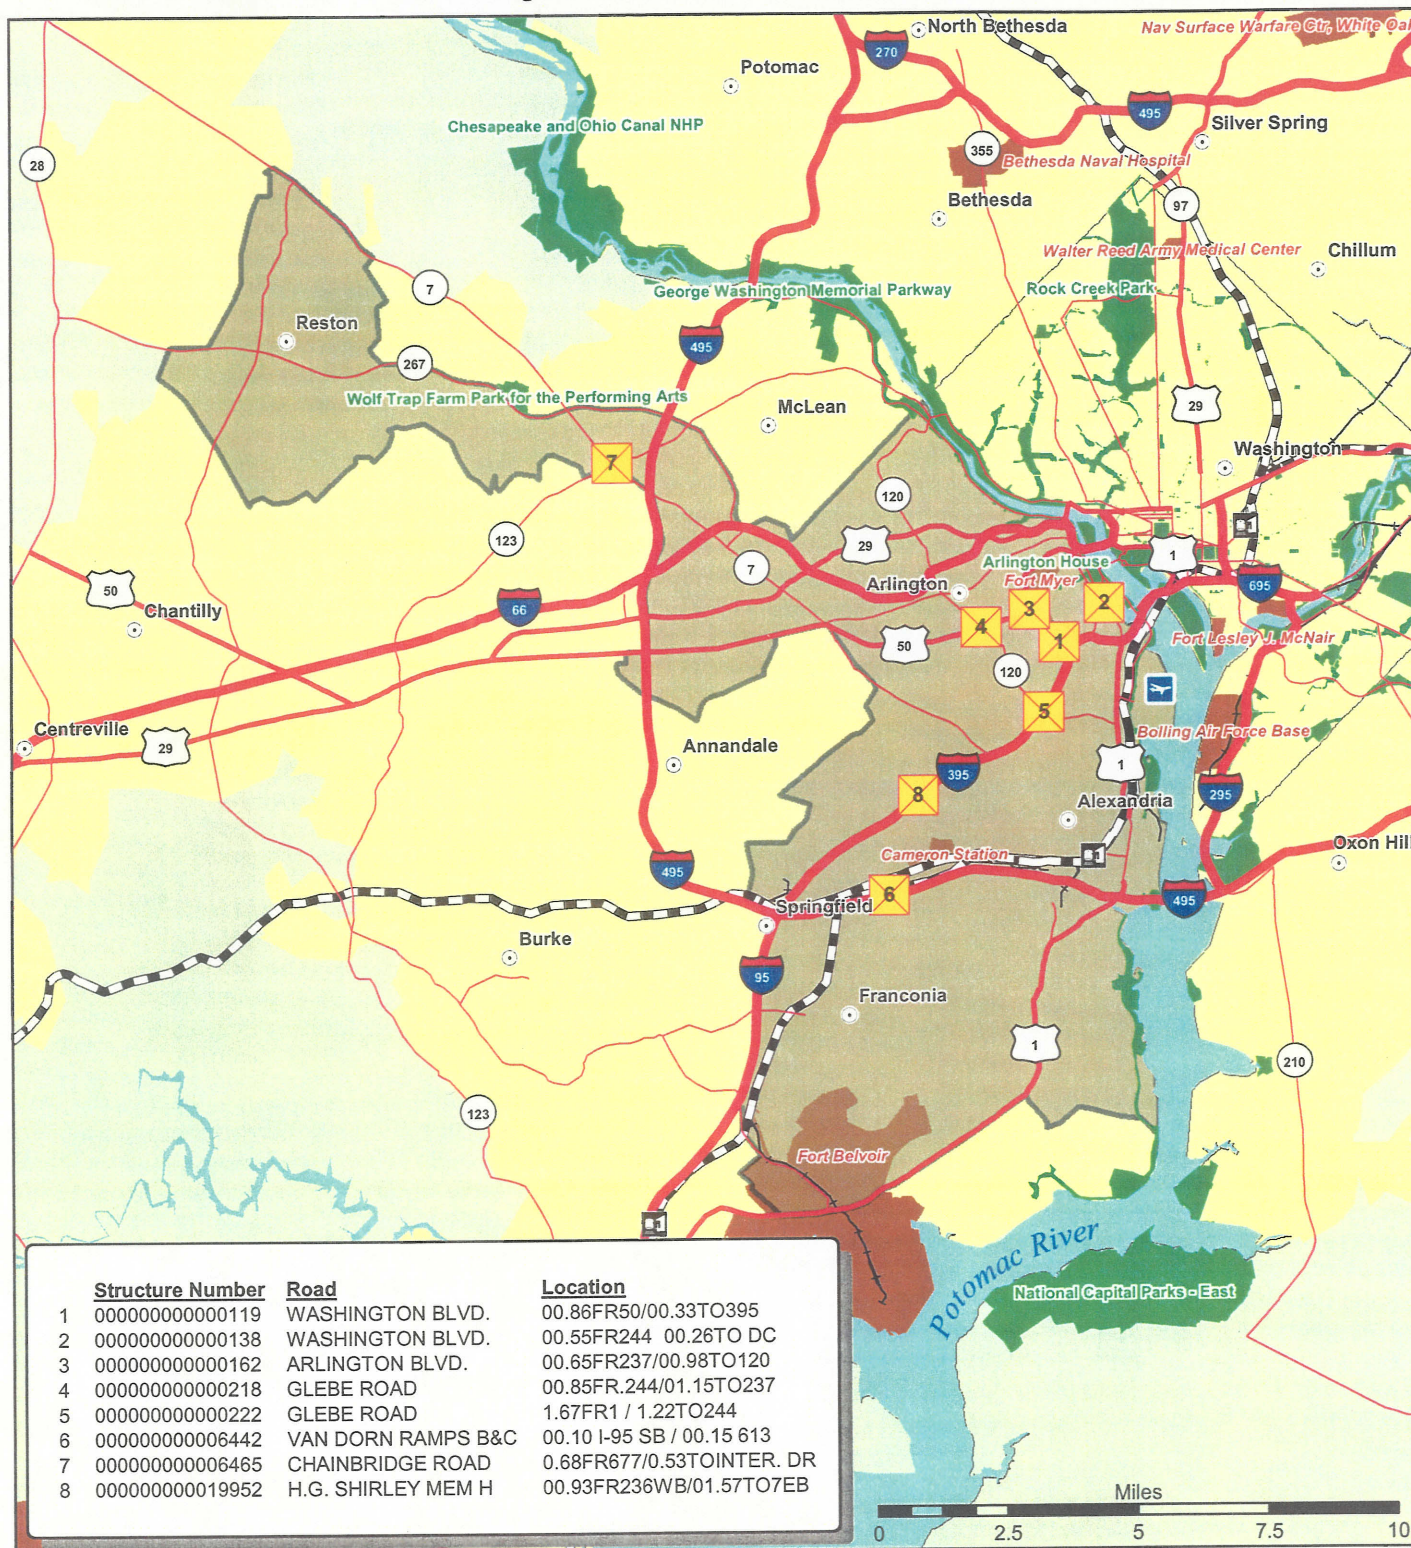 North Bethesda
Nav Surface Warfare Ctr, White Oak
270
Potomac
495
Silver Spring
Chesapeake and Ohio Canal NHP
355
Bethesda Naval Hospital
28
Bethesda
97
Walter Reed Army Medical Center
Chillum
7
George Washington Memorial Parkway
Rock Creek Park
Reston
495
267
Wolf Trap Farm Park for the Performing Arts
McLean
29
7
Washington
120
123
29
1
7
Arlington House
Fort Myer
Arlington
695
50
66
Chantilly
2
3
4
1
50
Fort Lesley J. McNair
120
5
Centreville
29
Annandale
Bolling Air Force Base
1
395
8
295
Alexandria
Oxon Hill
Cameron Station
495
6
495
Springfield
Burke
95
Franconia
1
210
123
Fort Belvoir
Potomac River
National Capital Parks - East
Structure Number Road Location
1 000000000000119 WASHINGTON BLVD. 00.86FR50/00.33TO395
2 000000000000138 WASHINGTON BLVD. 00.55FR244 00.26TO DC
3 000000000000162 ARLINGTON BLVD. 00.65FR237/00.98TO120
4 000000000000218 GLEBE ROAD 00.85FR.244/01.15TO237
5 000000000000222 GLEBE ROAD 1.67FR1 / 1.22TO244
6 000000000006442 VAN DORN RAMPS B&C 00.10 I-95 SB / 00.15 613
7 000000000006465 CHAINBRIDGE ROAD 0.68FR677/0.53TOINTER. DR
8 000000000019952 H.G. SHIRLEY MEM H 00.93FR236WB/01.57TO7EB
Miles
0 2.5 5 7.5 10